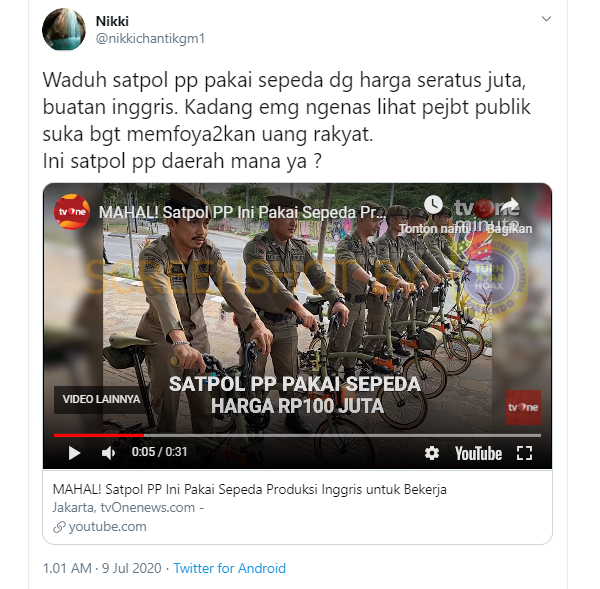 Nikki
@nikkichantikgm1
Waduh satpol pp pakai sepeda dg harga seratus juta,
buatan inggris. Kadang emg ngenas lihat pejbt publik
suka bgt memfoya2kan uang rakyat.
Ini satpol pp daerah mana ya ?
tvOne
MAHAL! Satpol PP Ini Pakai Sepeda Pr...
tvOne
minute
Tonton nanti
Bagikan
SCREENSHOT BY
TURN BACK HOAX
SATPOL PP PAKAI SEPEDA
HARGA RP100 JUTA
VIDEO LAINNYA
tvOne
0:05 / 0:31
YouTube
MAHAL! Satpol PP Ini Pakai Sepeda Produksi Inggris untuk Bekerja
Jakarta, tvOnenews.com -
youtube.com
1.01 AM · 9 Jul 2020 · Twitter for Android